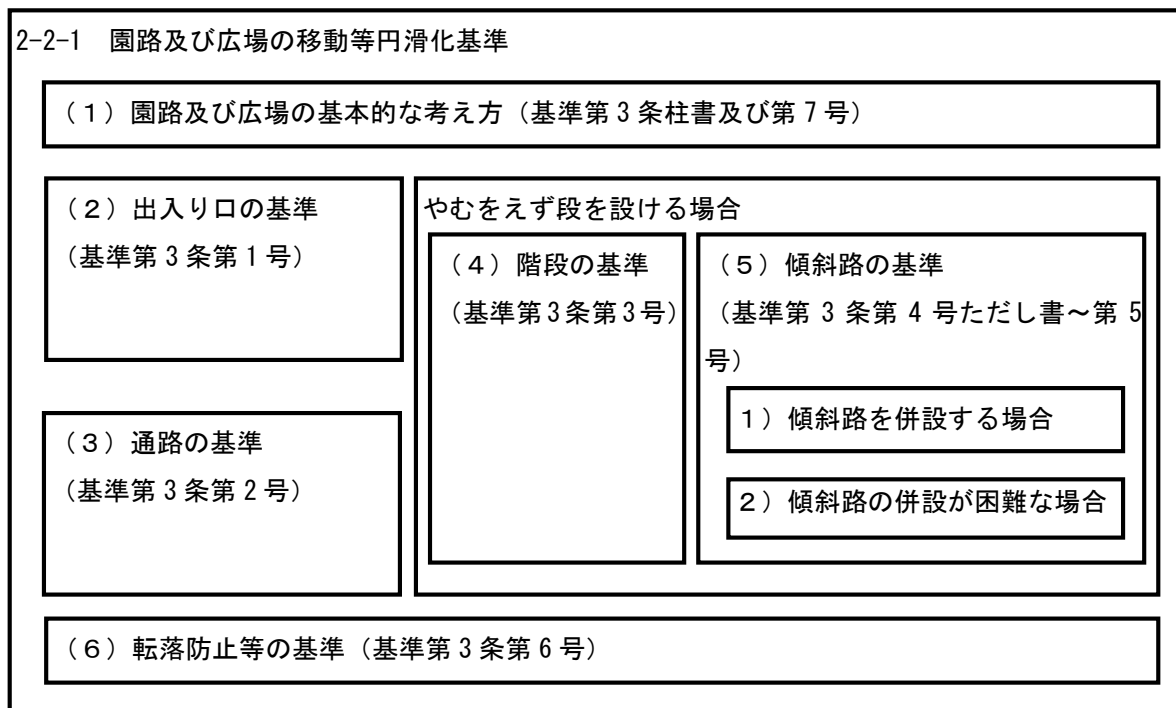 2-2-1 園路及び広場の移動等円滑化基準
（１）園路及び広場の基本的な考え方（基準第３条柱書及び第７号）
（２）出入り口の基準
（基準第３条第１号）
（３）通路の基準
（基準第３条第２号）
やむをえず段を設ける場合
（４）階段の基準
（基準第３条第３号）
（５）傾斜路の基準
（基準第 3 条第 4 号ただし書～第 5
号）
１）傾斜路を併設する場合
２）傾斜路の併設が困難な場合
（６）転落防止等の基準（基準第３条第６号）